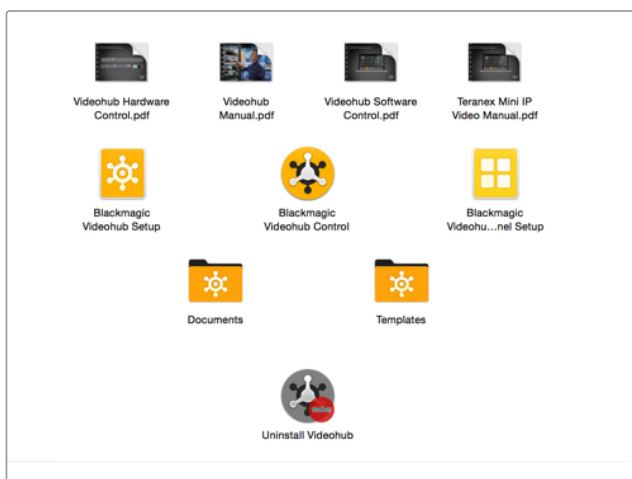 Videohub Hardware
Control.pdf
Videohub
Manual.pdf
Videohub Software
Control.pdf
Teranex Mini IP
Video Manual.pdf
Blackmagic
Videohub Setup
Blackmagic
Videohub Control
Blackmagic
Videohu...nel Setup
Documents
Templates
Uninstall Videohub